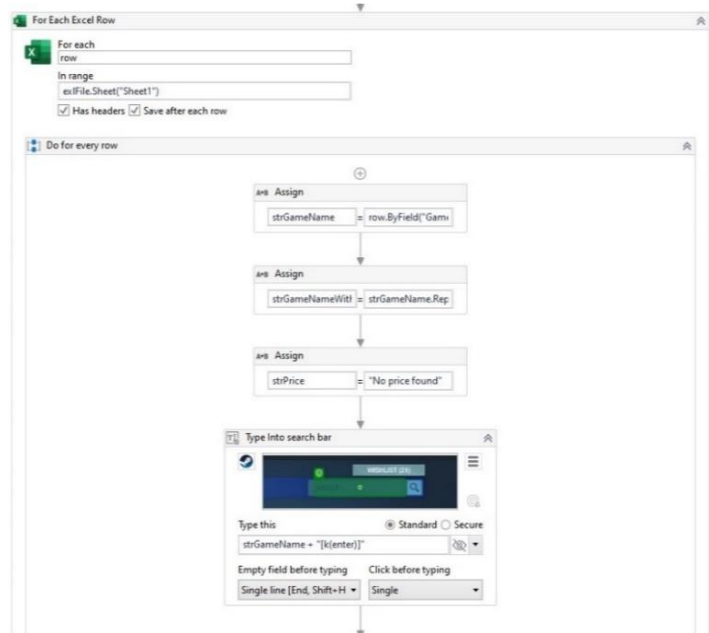 For Each Excel Row
For each
row
In range
exlFile.Sheet("Sheet1")
Has headers Save after each row
Do for every row
A*B Assign
strGameName = row.ByField("Game
A*B Assign
strGameNameWitl = strGameName.Rep
A*B Assign
strPrice = "No price found"
Type Into search bar
WISHLIST (25)
Type this Standard Secure
strGameName + "[k(enter)]"
Empty field before typing Click before typing
Single line [End, Shift+H Single